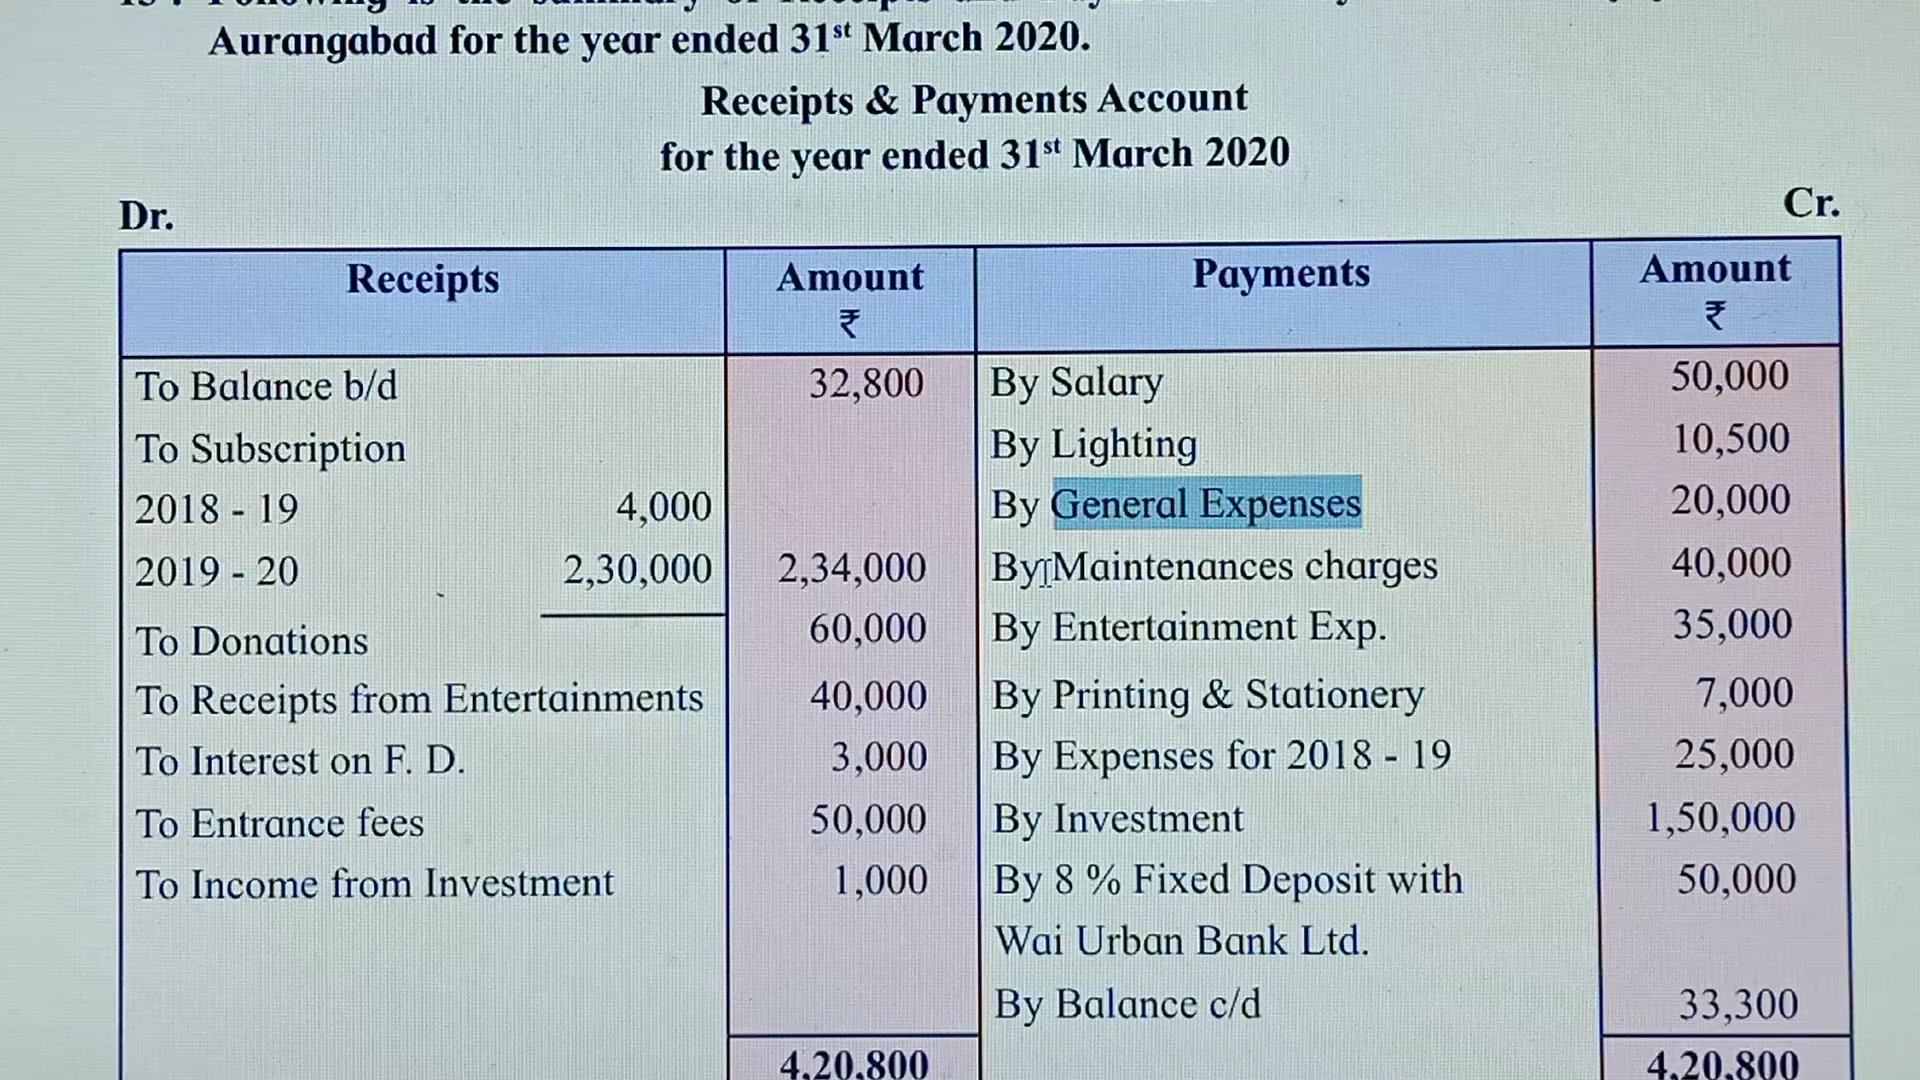 Aurangabad for the year ended 31st March 2020.
Receipts & Payments Account
for the year ended 31st March 2020
Dr. Cr.
Receipts Amount ₹ Payments Amount ₹
To Balance b/d 32,800 By Salary 50,000
To Subscription By Lighting 10,500
2018 - 19 4,000 By General Expenses 20,000
2019 - 20 2,30,000 2,34,000 By Maintenances charges 40,000
To Donations 60,000 By Entertainment Exp. 35,000
To Receipts from Entertainments 40,000 By Printing & Stationery 7,000
To Interest on F. D. 3,000 By Expenses for 2018 - 19 25,000
To Entrance fees 50,000 By Investment 1,50,000
To Income from Investment 1,000 By 8 % Fixed Deposit with 50,000
Wai Urban Bank Ltd.
By Balance c/d 33,300
4,20,800 4,20,800